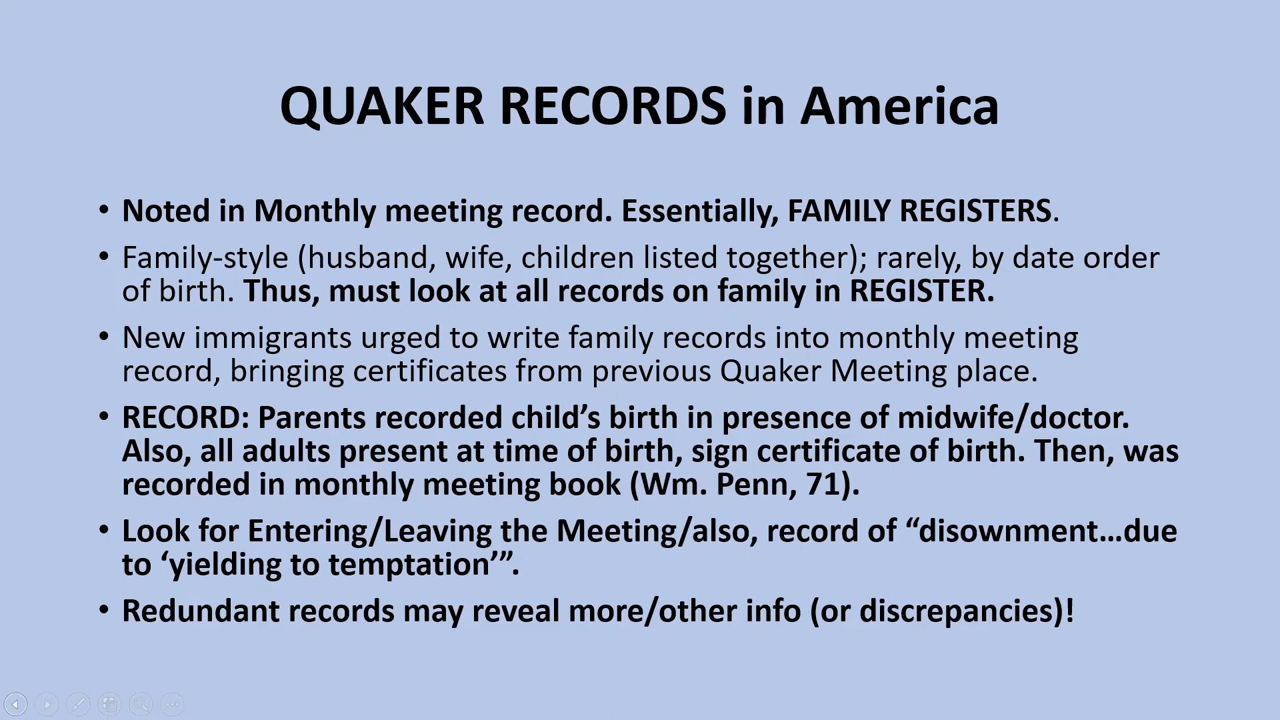 QUAKER RECORDS in America
• Noted in Monthly meeting record. Essentially, FAMILY REGISTERS.
• Family-style (husband, wife, children listed together); rarely, by date order
of birth. Thus, must look at all records on family in REGISTER.
• New immigrants urged to write family records into monthly meeting
record, bringing certificates from previous Quaker Meeting place.
• RECORD: Parents recorded child’s birth in presence of midwife/doctor.
Also, all adults present at time of birth, sign certificate of birth. Then, was
recorded in monthly meeting book (Wm. Penn, 71).
• Look for Entering/Leaving the Meeting/also, record of “disownment…due
to ‘yielding to temptation’”.
• Redundant records may reveal more/other info (or discrepancies)!